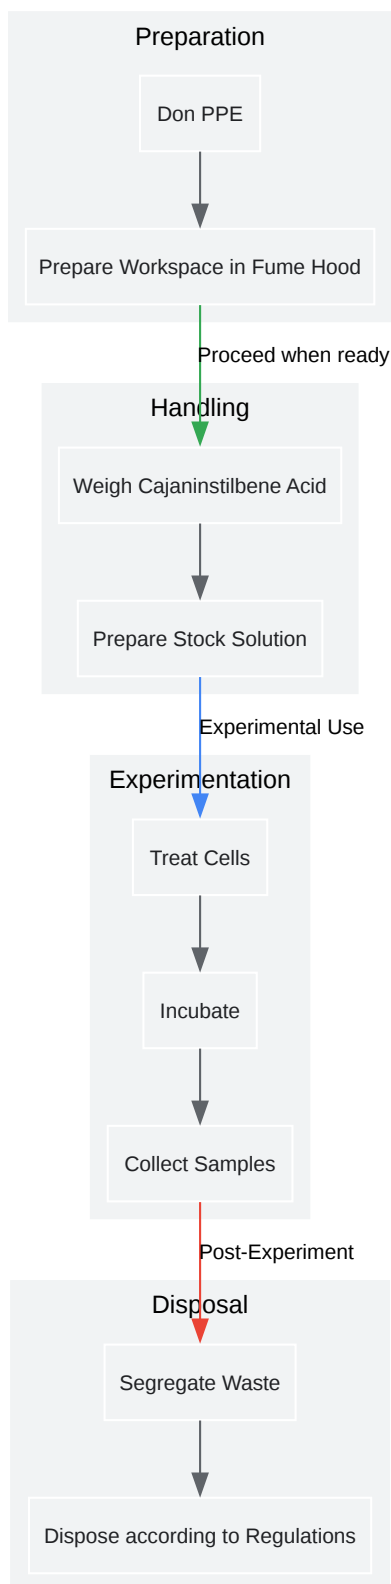 Preparation
Don PPE
Prepare Workspace in Fume Hood
Proceed when ready
Handling
Weigh Cajaninstilbene Acid
Prepare Stock Solution
Experimental Use
Experimentation
Treat Cells
Incubate
Collect Samples
Post-Experiment
Disposal
Segregate Waste
Dispose according to Regulations